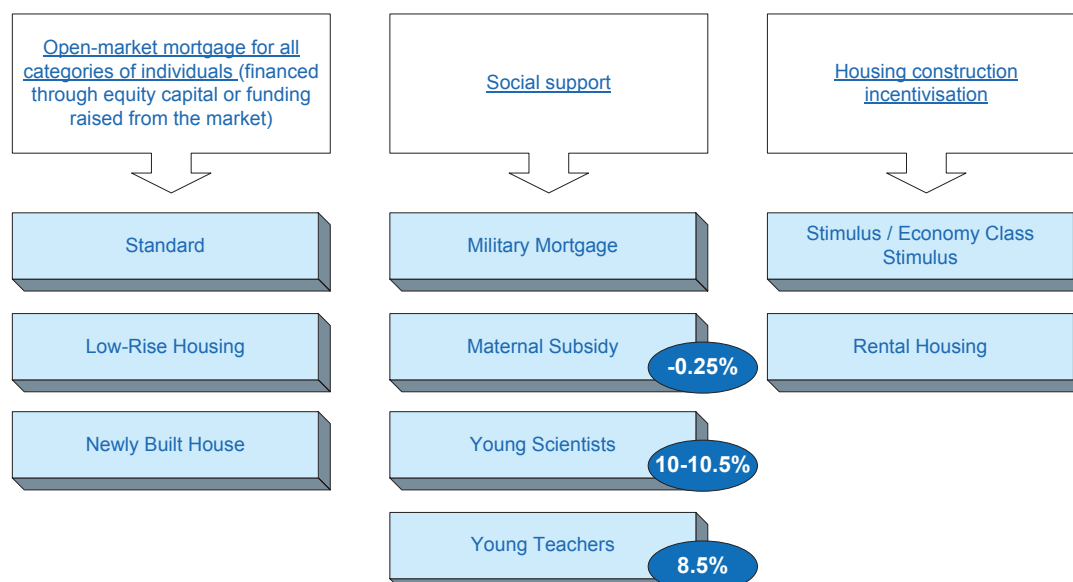 Open-market mortgage for all
categories of individuals (financed
through equity capital or funding
raised from the market)
Standard
Low-Rise Housing
Newly Built House
Social support
Military Mortgage
Maternal Subsidy
-0.25%
Young Scientists
10-10.5%
Young Teachers
8.5%
Housing construction
incentivisation
Stimulus / Economy Class
Stimulus
Rental Housing